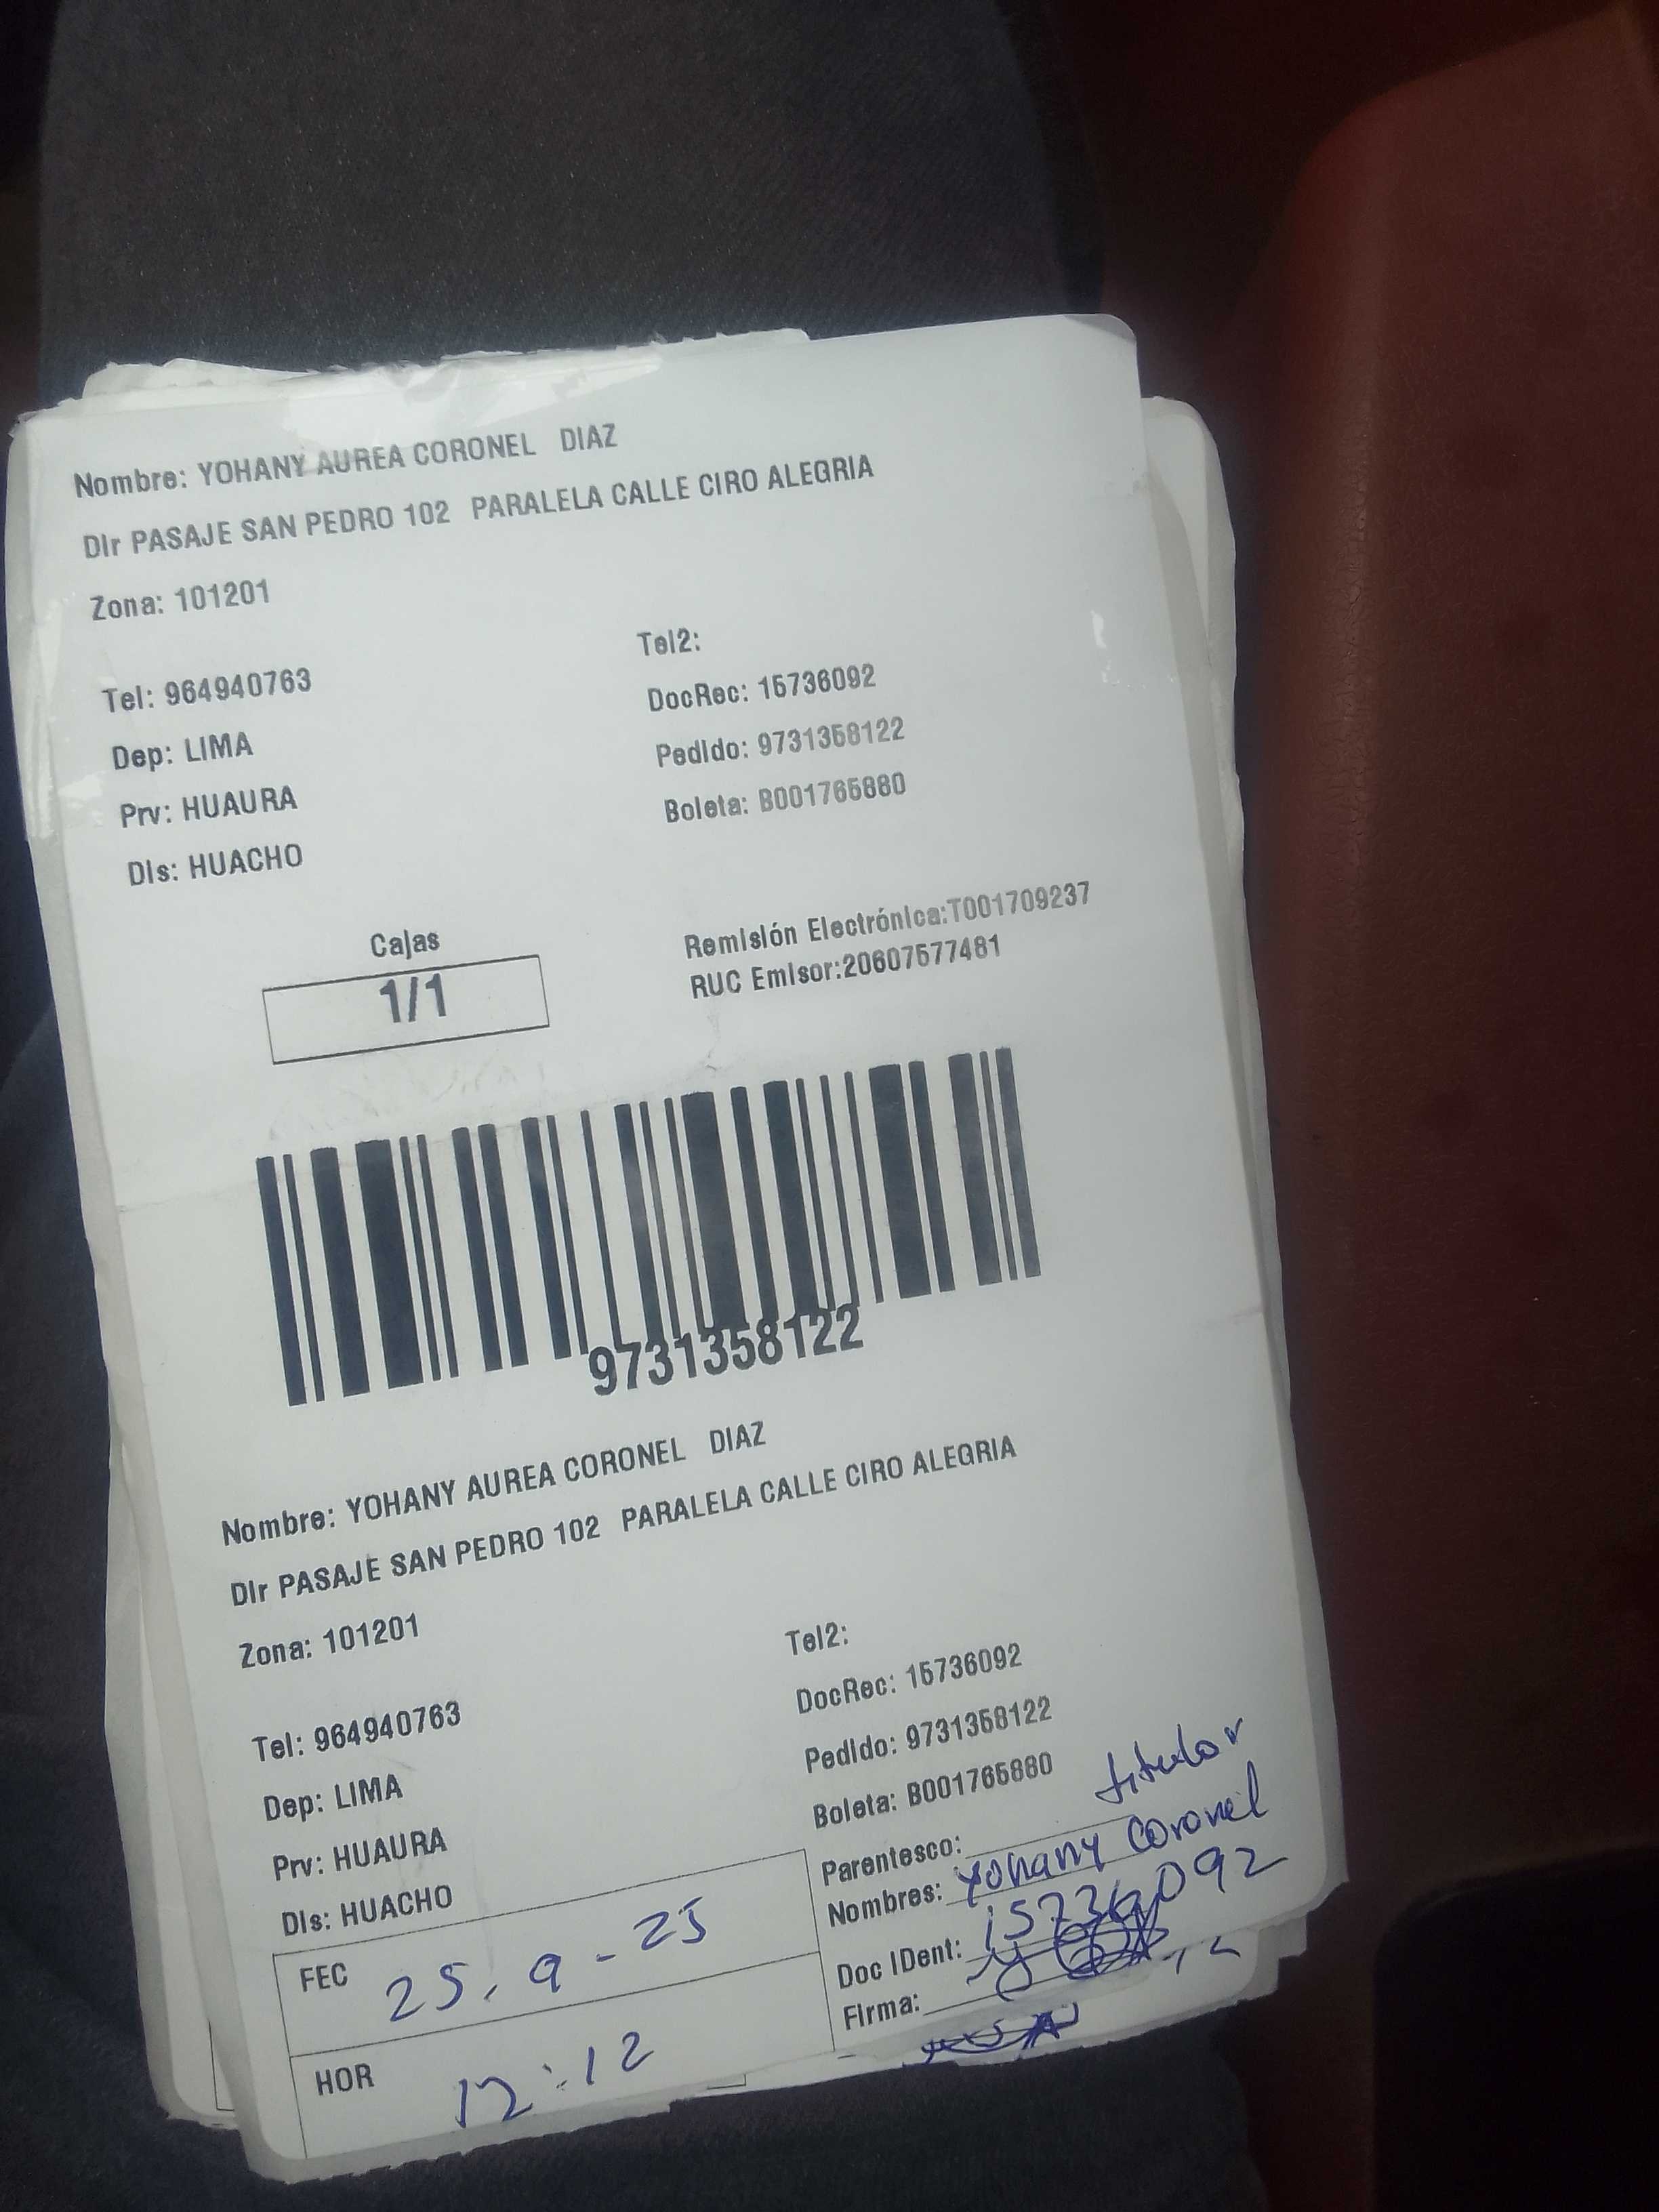 Nombre: YOHANY AUREA CORONEL DIAZ
Dir PASAJE SAN PEDRO 102 PARALELA CALLE CIRO ALEGRIA
Zona: 101201
Tel2:
Tel: 964940763
DocRec: 15736092
Dep: LIMA
Pedido: 9731358122
Prv: HUAURA
Boleta: B001765880
Dis: HUACHO
Cajas
1/1
Remisión Electrónica:T001709237
RUC Emisor:20607577481
9731358122
Nombre: YOHANY AUREA CORONEL DIAZ
Dir PASAJE SAN PEDRO 102 PARALELA CALLE CIRO ALEGRIA
Zona: 101201
Tel2:
Tel: 964940763
DocRec: 15736092
Dep: LIMA
Pedido: 9731358122
Prv: HUAURA
Boleta: B001765880
Dis: HUACHO
Parentesco: titular
Nombres: Yohany Coronel
Doc IDent: 15736092
Firma:
FEC 25.9-25
HOR 12:12